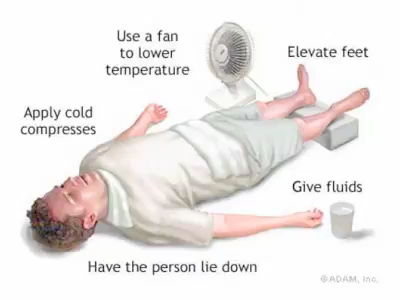 Use a fan
to lower
temperature
Elevate feet
Apply cold
compresses
Give fluids
Have the person lie down
©ADAM, Inc.